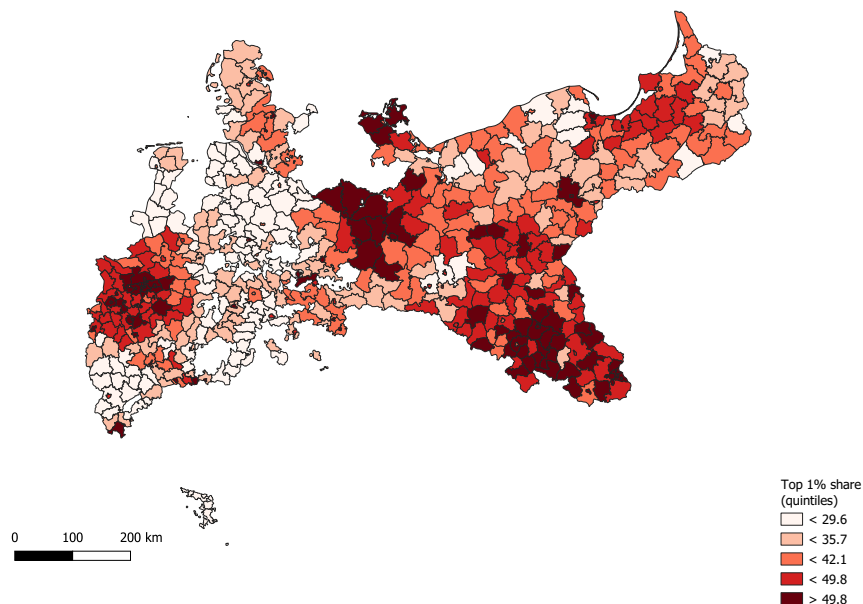 Top 1% share
(quintiles)
< 29.6
< 35.7
< 42.1
< 49.8
> 49.8
0 100 200 km